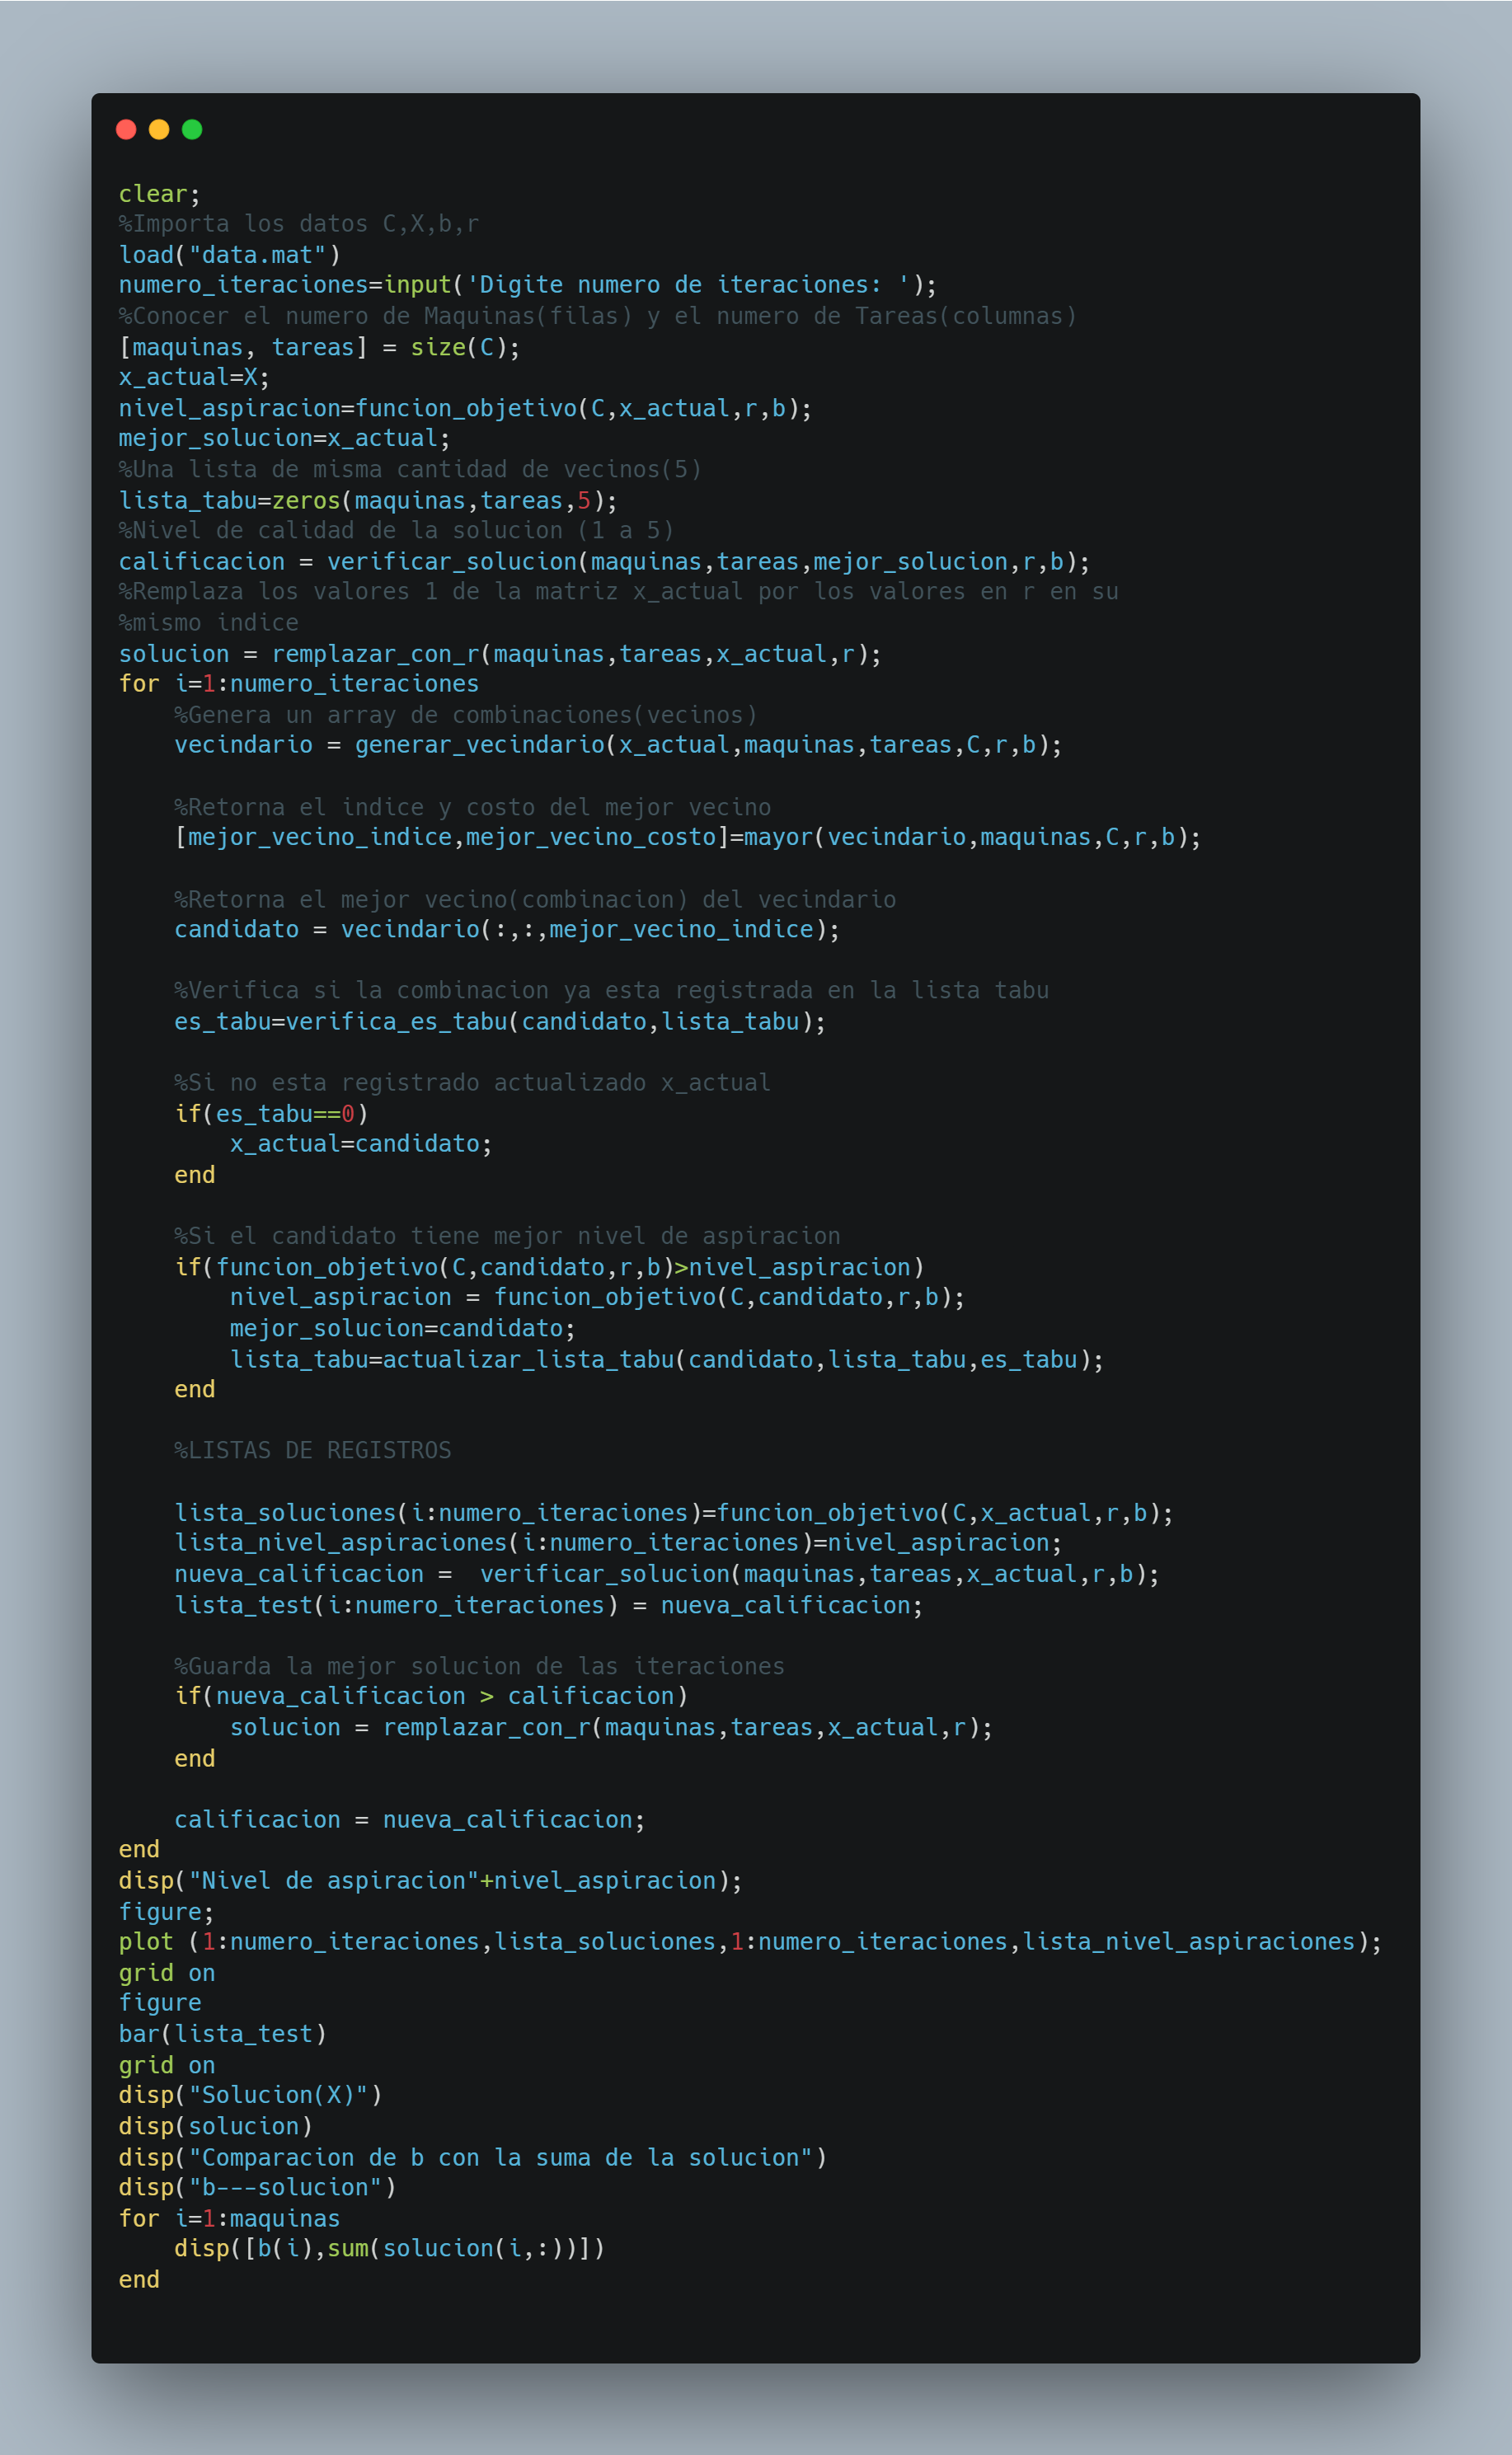 clear;
%Importa los datos C,X,b,r
load("data.mat")
numero_iteraciones=input('Digite numero de iteraciones: ');
%Conocer el numero de Maquinas(filas) y el numero de Tareas(columnas)
[maquinas, tareas] = size(C);
x_actual=X;
nivel_aspiracion=funcion_objetivo(C,x_actual,r,b);
mejor_solucion=x_actual;
%Una lista de misma cantidad de vecinos(5)
lista_tabu=zeros(maquinas,tareas,5);
%Nivel de calidad de la solucion (1 a 5)
calificacion = verificar_solucion(maquinas,tareas,mejor_solucion,r,b);
%Remplaza los valores 1 de la matriz x_actual por los valores en r en su
%mismo indice
solucion = remplazar_con_r(maquinas,tareas,x_actual,r);
for i=1:numero_iteraciones
    %Genera un array de combinaciones(vecinos)
    vecindario = generar_vecindario(x_actual,maquinas,tareas,C,r,b);
    %Retorna el indice y costo del mejor vecino
    [mejor_vecino_indice,mejor_vecino_costo]=mayor(vecindario,maquinas,C,r,b);
    %Retorna el mejor vecino(combinacion) del vecindario
    candidato = vecindario(:,:,mejor_vecino_indice);
    %Verifica si la combinacion ya esta registrada en la lista tabu
    es_tabu=verifica_es_tabu(candidato,lista_tabu);
    %Si no esta registrado actualizado x_actual
    if(es_tabu==0)
        x_actual=candidato;
    end
    %Si el candidato tiene mejor nivel de aspiracion
    if(funcion_objetivo(C,candidato,r,b)>nivel_aspiracion)
        nivel_aspiracion = funcion_objetivo(C,candidato,r,b);
        mejor_solucion=candidato;
        lista_tabu=actualizar_lista_tabu(candidato,lista_tabu,es_tabu);
    end
    %LISTAS DE REGISTROS
    lista_soluciones(i:numero_iteraciones)=funcion_objetivo(C,x_actual,r,b);
    lista_nivel_aspiraciones(i:numero_iteraciones)=nivel_aspiracion;
    nueva_calificacion =  verificar_solucion(maquinas,tareas,x_actual,r,b);
    lista_test(i:numero_iteraciones) = nueva_calificacion;
    %Guarda la mejor solucion de las iteraciones
    if(nueva_calificacion > calificacion)
        solucion = remplazar_con_r(maquinas,tareas,x_actual,r);
    end
    calificacion = nueva_calificacion;
end
disp("Nivel de aspiracion"+nivel_aspiracion);
figure;
plot (1:numero_iteraciones,lista_soluciones,1:numero_iteraciones,lista_nivel_aspiraciones);
grid on
figure
bar(lista_test)
grid on
disp("Solucion(X)")
disp(solucion)
disp("Comparacion de b con la suma de la solucion")
disp("b---solucion")
for i=1:maquinas
    disp([b(i),sum(solucion(i,:))])
end